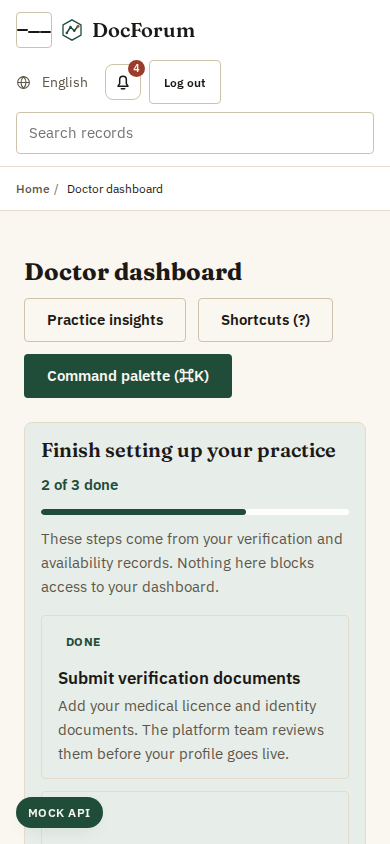 DocForum
English
4
Log out
Search records
Home / Doctor dashboard
Doctor dashboard
Practice insights
Shortcuts (?)
Command palette (⌘K)
Finish setting up your practice
2 of 3 done
These steps come from your verification and
availability records. Nothing here blocks
access to your dashboard.
DONE
Submit verification documents
Add your medical licence and identity
documents. The platform team reviews
them before your profile goes live.
MOCK API